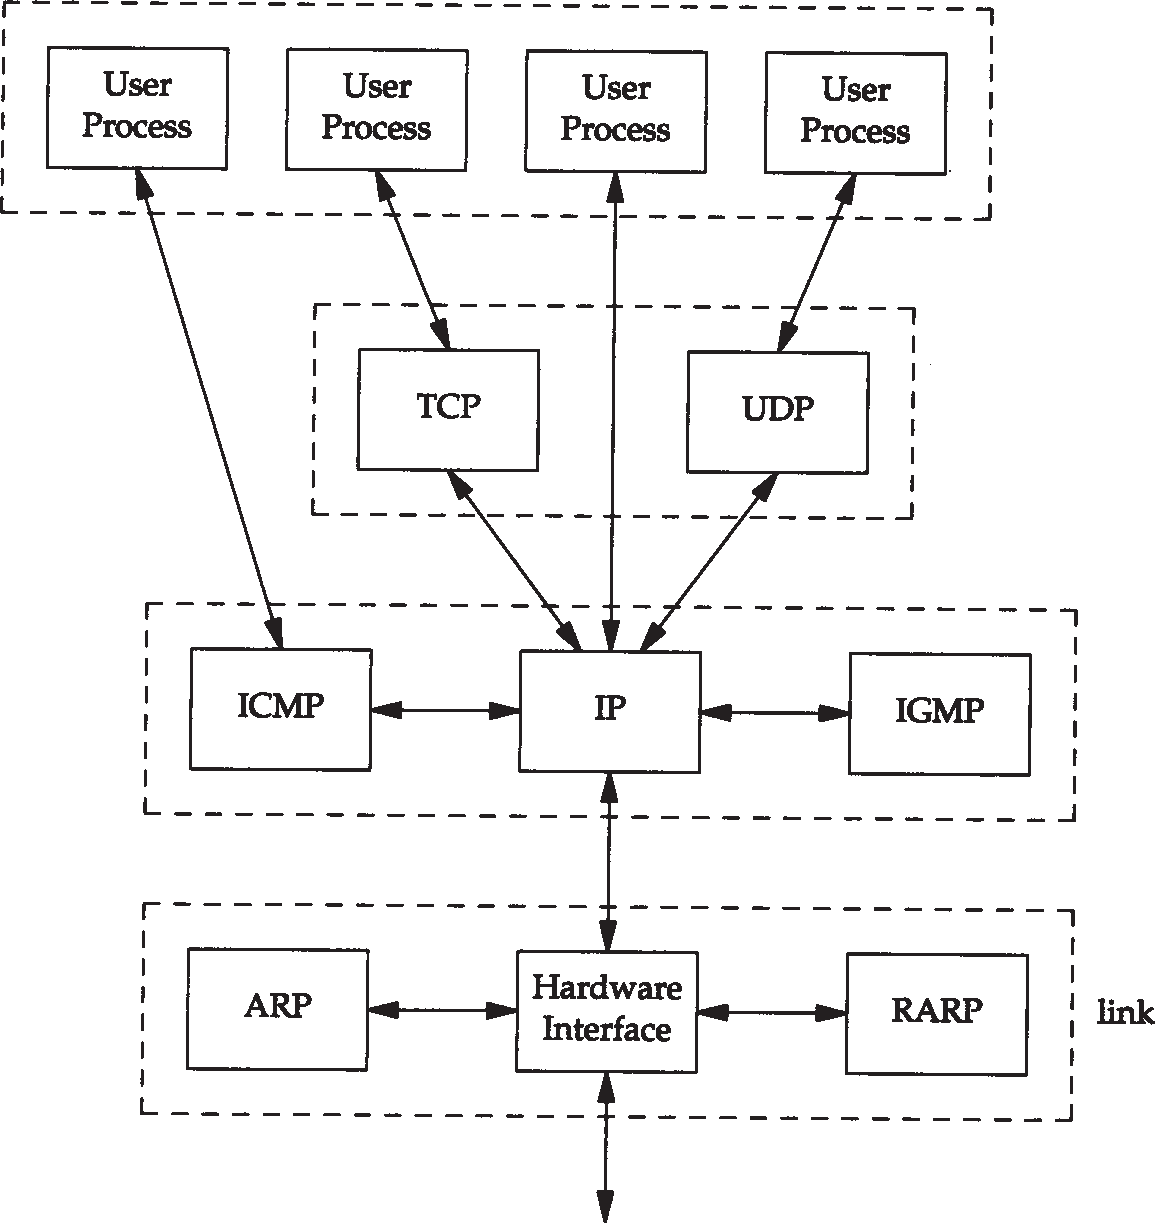 User
Process
User
Process
User
Process
User
Process
TCP
UDP
ICMP
IP
IGMP
ARP
Hardware
Interface
RARP
link